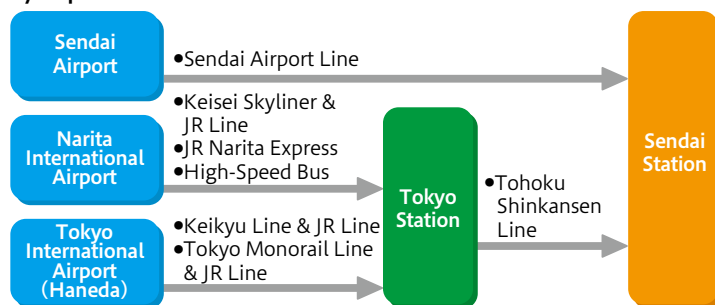 Sendai
Airport
•Sendai Airport Line
•Keisei Skyliner &
JR Line
•JR Narita Express
•High-Speed Bus
Narita
International
Airport
Tokyo
International
Airport
(Haneda)
•Keikyu Line & JR Line
•Tokyo Monorail Line
& JR Line
Tokyo
Station
•Tohoku
Shinkansen
Line
Sendai
Station